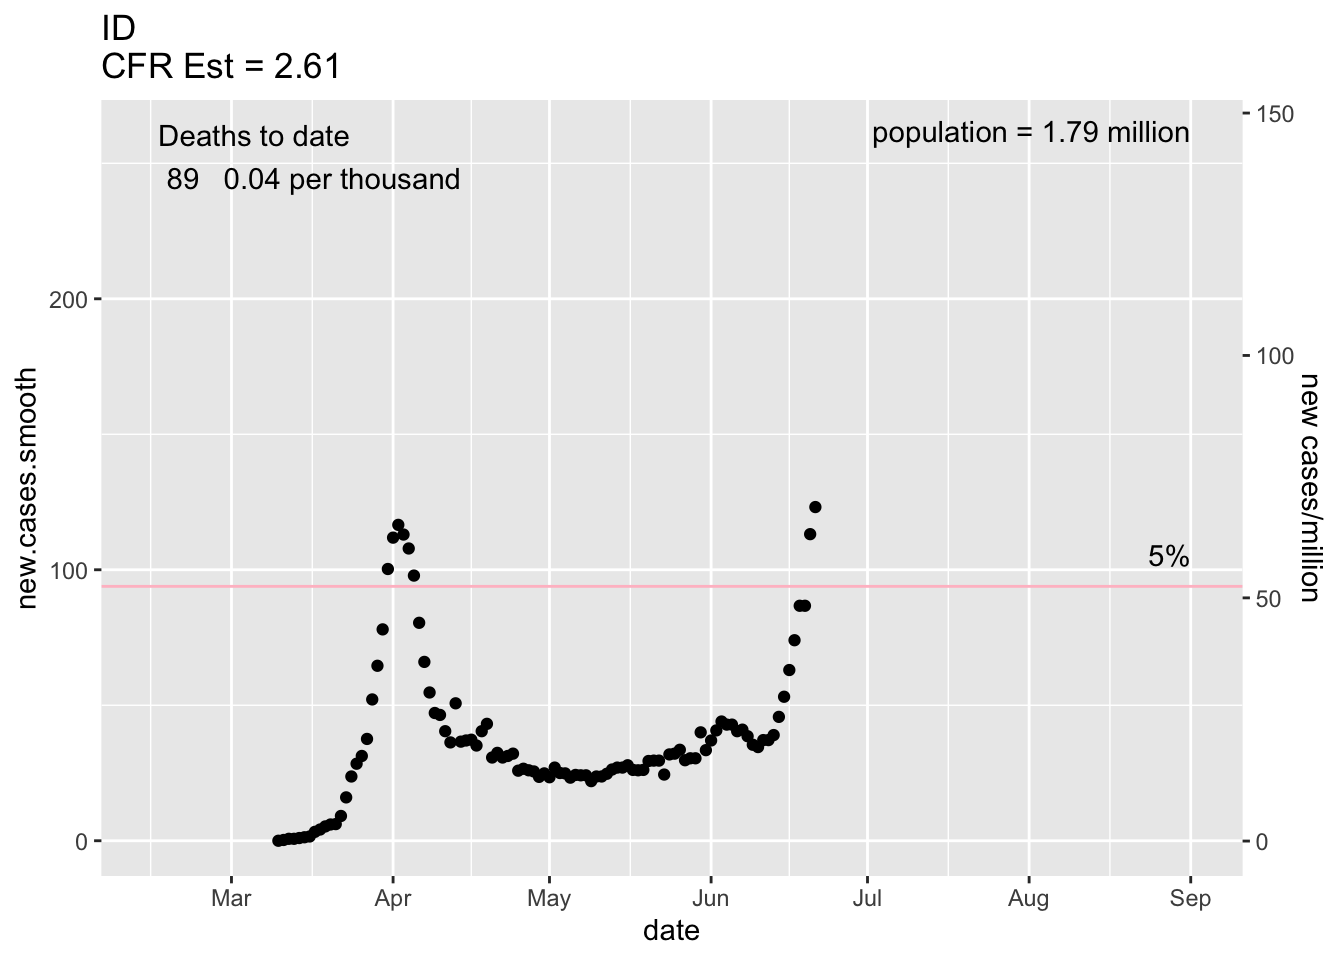 ID
CFR Est = 2.61
Deaths to date
89 0.04 per thousand
population = 1.79 million
5%
new.cases.smooth
200
100
0
150
100
50
0
new cases/million
Mar Apr May Jun Jul Aug Sep
date